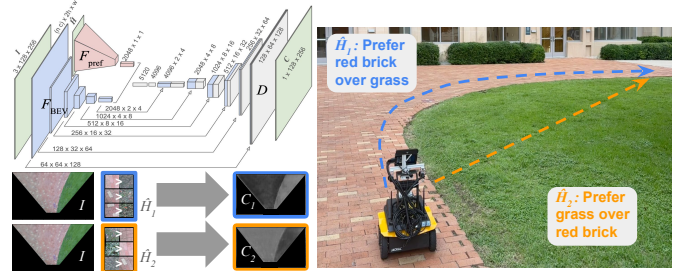 I
3 x 128 x 256
(n c) x 2h x w
Ĥ
F_pref
2048 x 1 x 1
F_BEV
5120
4096
4096 x 2 x 4
2048 x 4 x 8
1024 x 8 x 16
512 x 16 x 32
256 x 32 x 64
128 x 64 x 128
D
C
1 x 128 x 256
2048 x 2 x 4
1024 x 4 x 8
512 x 8 x 16
256 x 16 x 32
128 x 32 x 64
64 x 64 x 128
I
Ĥ₁
C₁
I
Ĥ₂
C₂
Ĥ₁: Prefer
red brick
over grass
Ĥ₂: Prefer
grass over
red brick